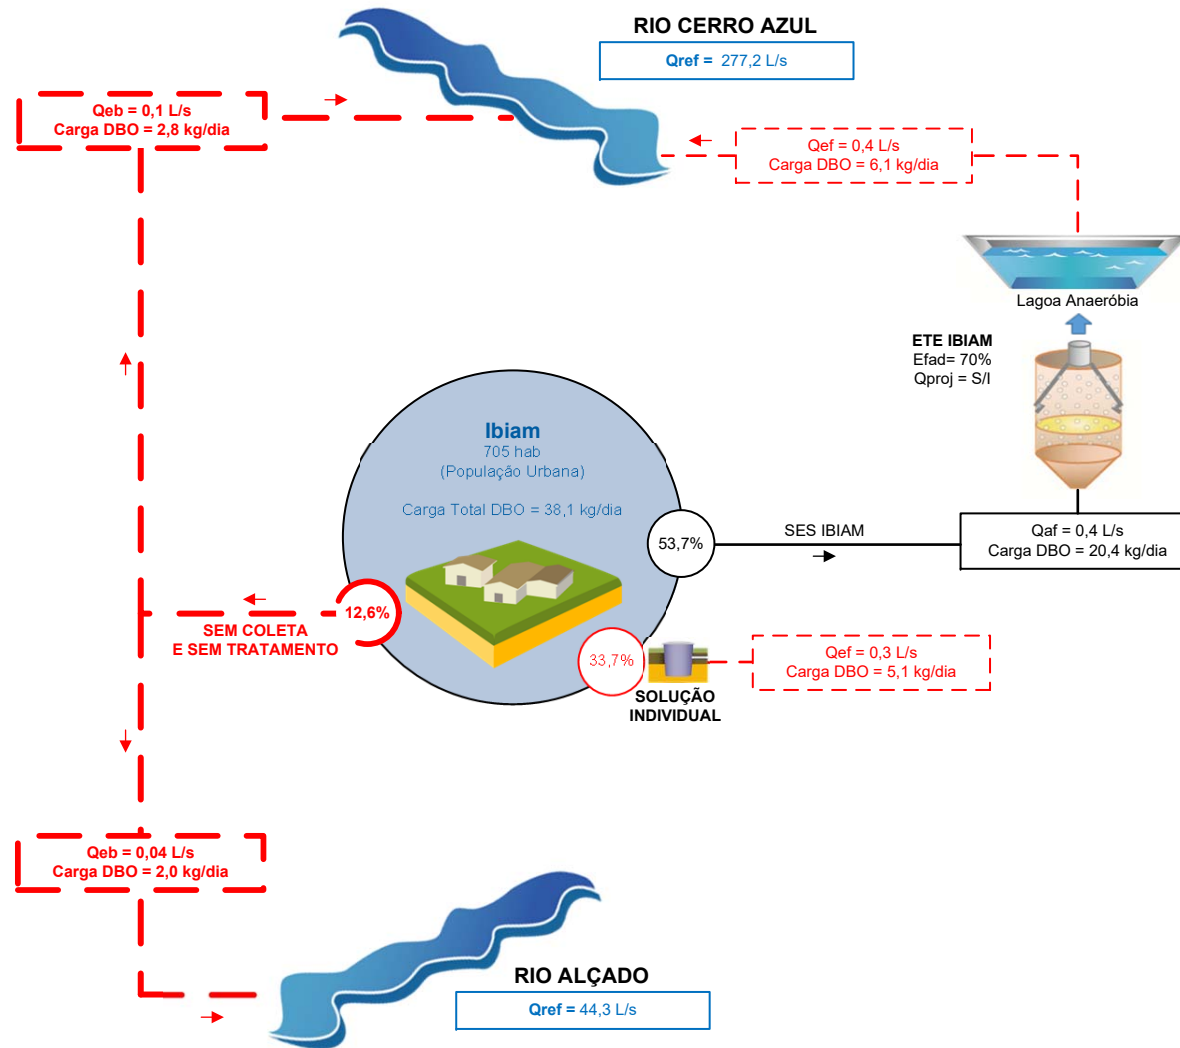 RIO CERRO AZUL
Qref = 277,2 L/s
Qeb = 0,1 L/s
Carga DBO = 2,8 kg/dia
Qef = 0,4 L/s
Carga DBO = 6,1 kg/dia
Lagoa Anaeróbia
ETE IBIAM
Efad= 70%
Qproj = S/I
Ibiam
705 hab
(População Urbana)
Carga Total DBO = 38,1 kg/dia
53,7%
SES IBIAM
Qaf = 0,4 L/s
Carga DBO = 20,4 kg/dia
12,6%
SEM COLETA
E SEM TRATAMENTO
33,7%
SOLUÇÃO
INDIVIDUAL
Qef = 0,3 L/s
Carga DBO = 5,1 kg/dia
Qeb = 0,04 L/s
Carga DBO = 2,0 kg/dia
RIO ALÇADO
Qref = 44,3 L/s